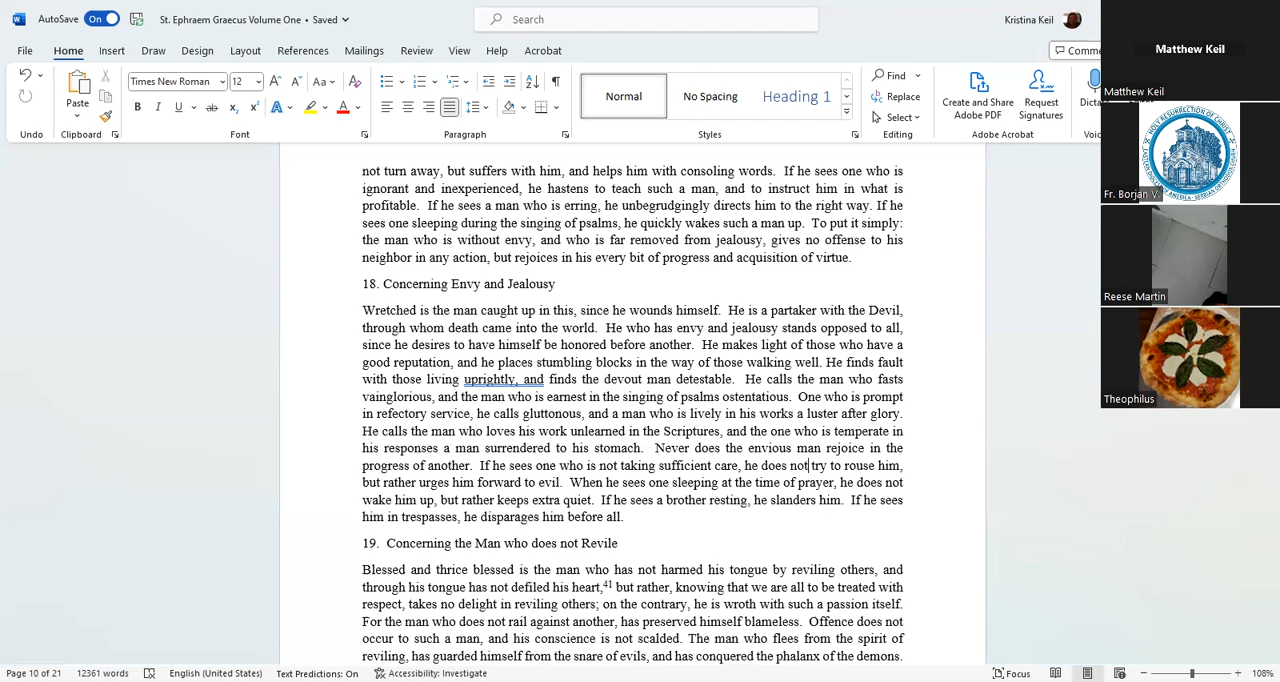 AutoSave On St. Ephraem Graecus Volume One • Saved Search Kristina Keil
File Home Insert Draw Design Layout References Mailings Review View Help Acrobat Comme
Times New Roman 12
Aa
Paste
B I U ab x₂ x² A A
Normal No Spacing Heading 1
Find
Replace
Select
Create and Share Adobe PDF
Request Signatures
Dicta
Undo Clipboard Font Paragraph Styles Editing Adobe Acrobat Voi
not turn away, but suffers with him, and helps him with consoling words. If he sees one who is
ignorant and inexperienced, he hastens to teach such a man, and to instruct him in what is
profitable. If he sees a man who is erring, he unbegrudgingly directs him to the right way. If he
sees one sleeping during the singing of psalms, he quickly wakes such a man up. To put it simply:
the man who is without envy, and who is far removed from jealousy, gives no offense to his
neighbor in any action, but rejoices in his every bit of progress and acquisition of virtue.
18. Concerning Envy and Jealousy
Wretched is the man caught up in this, since he wounds himself. He is a partaker with the Devil,
through whom death came into the world. He who has envy and jealousy stands opposed to all,
since he desires to have himself be honored before another. He makes light of those who have a
good reputation, and he places stumbling blocks in the way of those walking well. He finds fault
with those living uprightly, and finds the devout man detestable. He calls the man who fasts
vainglorious, and the man who is earnest in the singing of psalms ostentatious. One who is prompt
in refectory service, he calls gluttonous, and a man who is lively in his works a luster after glory.
He calls the man who loves his work unlearned in the Scriptures, and the one who is temperate in
his responses a man surrendered to his stomach. Never does the envious man rejoice in the
progress of another. If he sees one who is not taking sufficient care, he does not try to rouse him,
but rather urges him forward to evil. When he sees one sleeping at the time of prayer, he does not
wake him up, but rather keeps extra quiet. If he sees a brother resting, he slanders him. If he sees
him in trespasses, he disparages him before all.
19. Concerning the Man who does not Revile
Blessed and thrice blessed is the man who has not harmed his tongue by reviling others, and
through his tongue has not defiled his heart,41 but rather, knowing that we are all to be treated with
respect, takes no delight in reviling others; on the contrary, he is wroth with such a passion itself.
For the man who does not rail against another, has preserved himself blameless. Offence does not
occur to such a man, and his conscience is not scalded. The man who flees from the spirit of
reviling, has guarded himself from the snare of evils, and has conquered the phalanx of the demons.
Page 10 of 21 12361 words English (United States) Text Predictions: On Accessibility: Investigate Focus 108%
Matthew Keil
Matthew Keil
HOLY RESURRECTION OF CHRIST
Fr. Borjan V.
Reese Martin
Theophilus